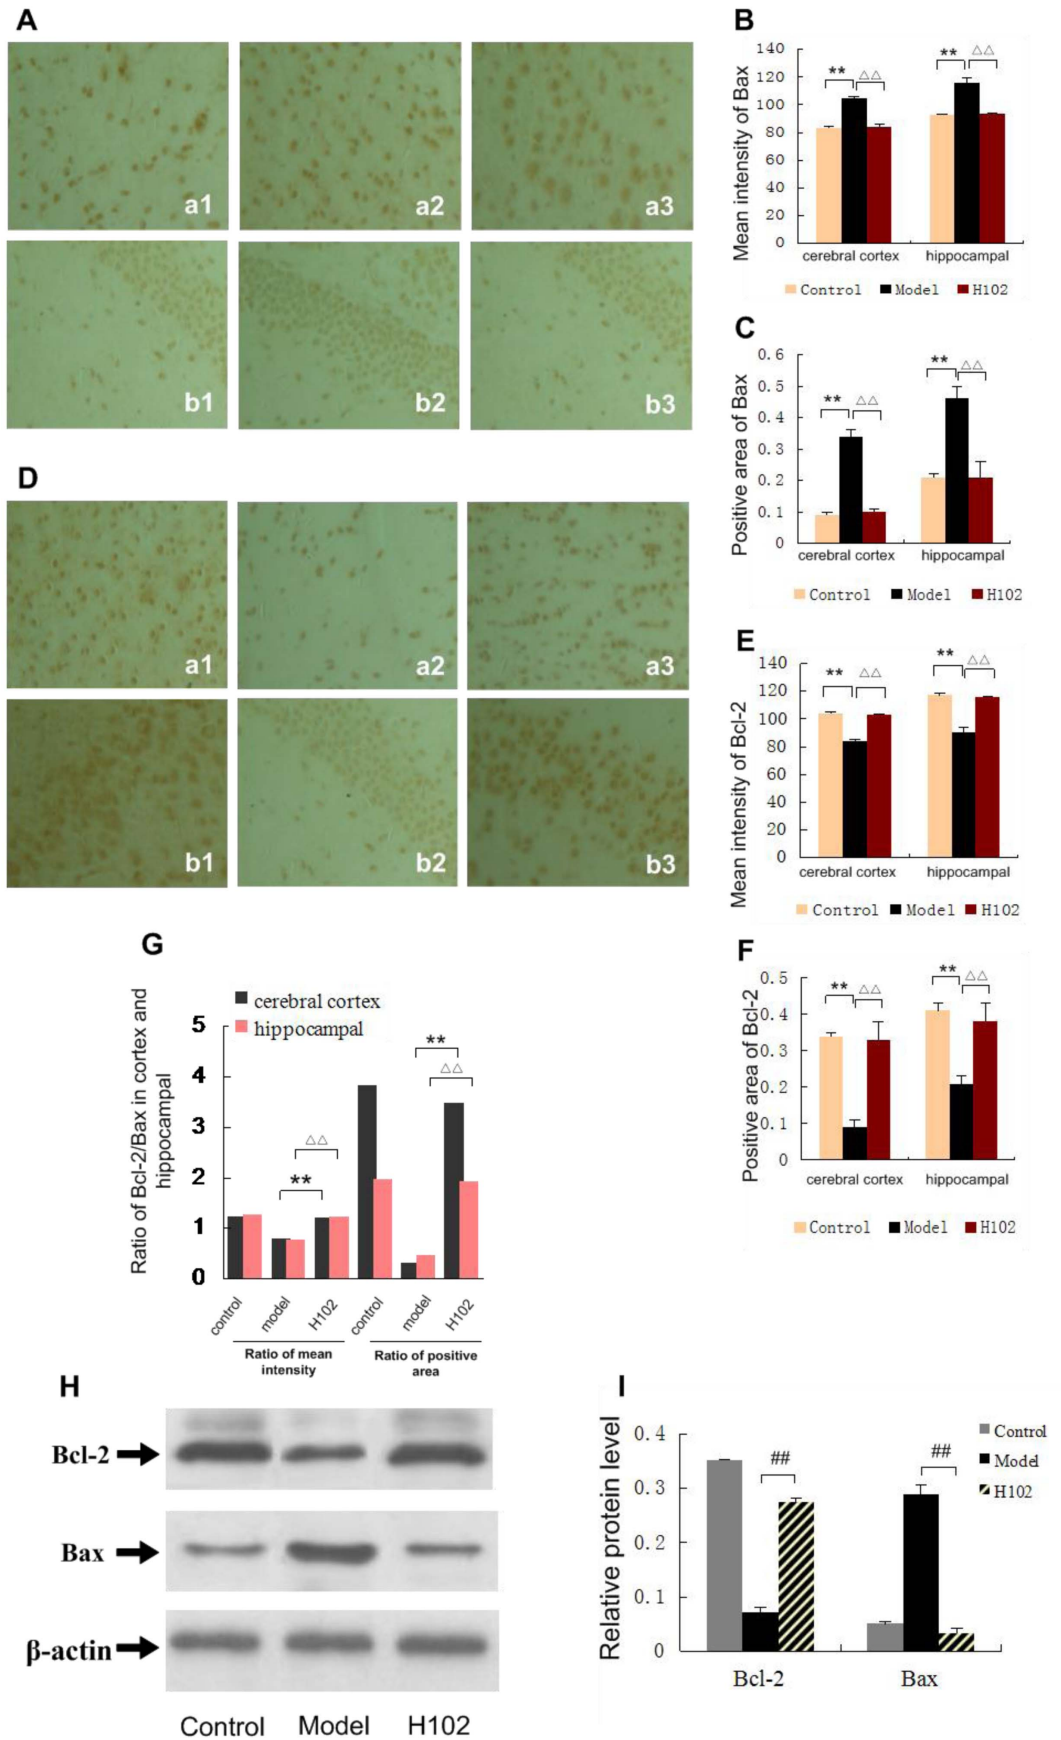 A
a1
a2
a3
b1
b2
b3
B
Mean intensity of Bax
140
120
100
80
60
40
20
0
** △△
** △△
cerebral cortex hippocampal
Control Model H102
C
Positive area of Bax
0.6
0.5
0.4
0.3
0.2
0.1
0
** △△
** △△
cerebral cortex hippocampal
Control Model H102
D
a1
a2
a3
b1
b2
b3
E
Mean intensity of Bcl-2
140
120
100
80
60
40
20
0
** △△
** △△
cerebral cortex hippocampal
Control Model H102
F
Positive area of Bcl-2
0.5
0.4
0.3
0.2
0.1
0
** △△
** △△
cerebral cortex hippocampal
Control Model H102
G
Ratio of Bcl-2/Bax in cortex and
hippocampal
cerebral cortex
hippocampal
5
4
3
2
1
0
**
△△
**
△△
control
model
H102
control
model
H102
Ratio of mean
intensity
Ratio of positive
area
H
Bcl-2
Bax
β-actin
Control Model H102
I
Relative protein level
0.4
0.3
0.2
0.1
0
##
##
Control
Model
H102
Bcl-2 Bax